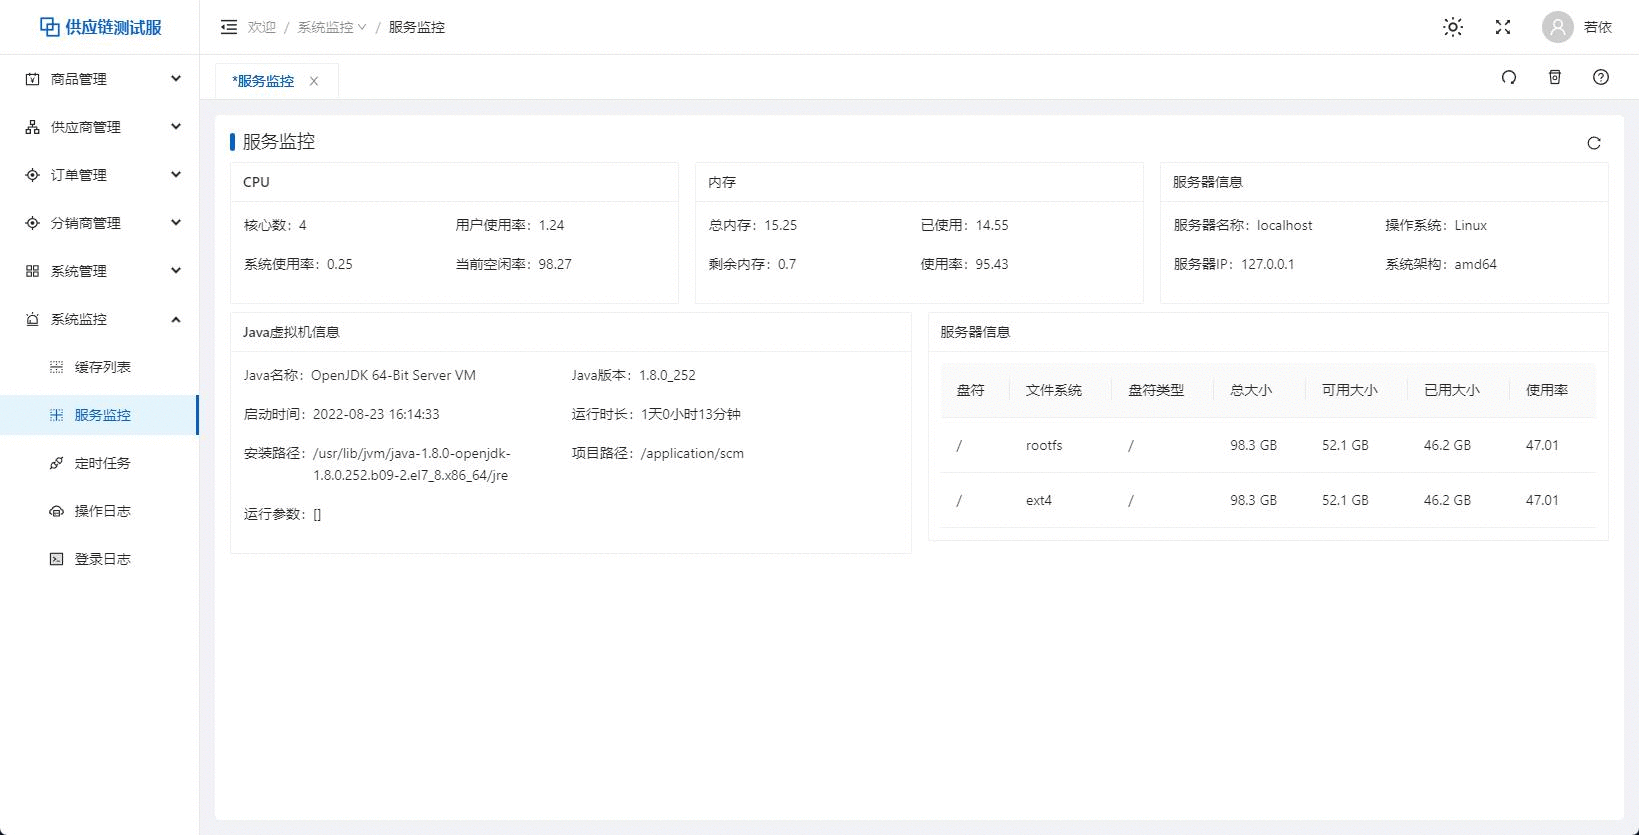 供应链测试服
欢迎 / 系统监控 / 服务监控
若依
*服务监控
商品管理
供应商管理
订单管理
分销商管理
系统管理
系统监控
缓存列表
服务监控
定时任务
操作日志
登录日志
服务监控
CPU
核心数：4 用户使用率：1.24
系统使用率：0.25 当前空闲率：98.27
内存
总内存：15.25 已使用：14.55
剩余内存：0.7 使用率：95.43
服务器信息
服务器名称：localhost 操作系统：Linux
服务器IP：127.0.0.1 系统架构：amd64
Java虚拟机信息
Java名称：OpenJDK 64-Bit Server VM Java版本：1.8.0_252
启动时间：2022-08-23 16:14:33 运行时长：1天0小时13分钟
安装路径：/usr/lib/jvm/java-1.8.0-openjdk- 项目路径：/application/scm
1.8.0.252.b09-2.el7_8.x86_64/jre
运行参数：[]
服务器信息
盘符 文件系统 盘符类型 总大小 可用大小 已用大小 使用率
/ rootfs / 98.3 GB 52.1 GB 46.2 GB 47.01
/ ext4 / 98.3 GB 52.1 GB 46.2 GB 47.01